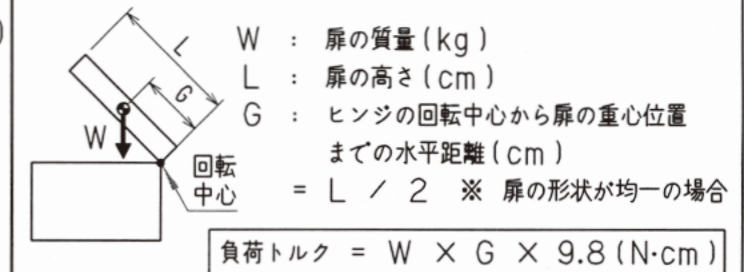 W : 扉の質量(kg)
L : 扉の高さ(cm)
G : ヒンジの回転中心から扉の重心位置
までの水平距離(cm)
= L / 2 ※ 扉の形状が均一の場合
L
G
W
回転
中心
負荷トルク = W × G × 9.8(N·cm)